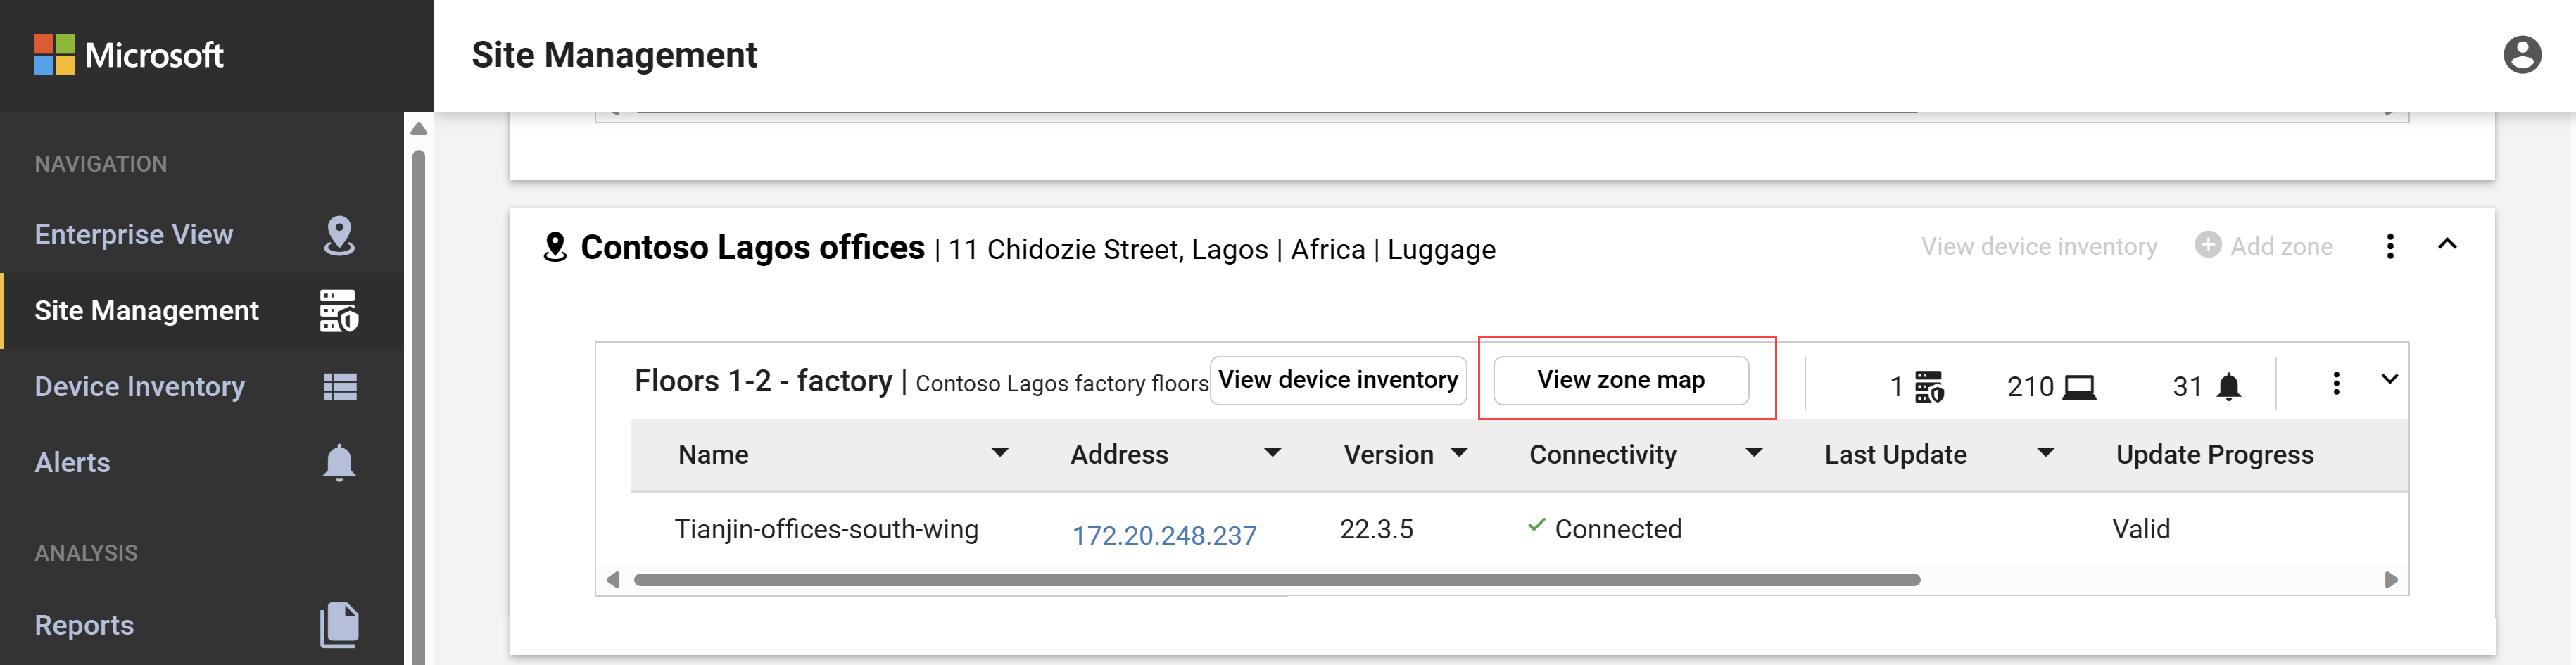 Microsoft
Site Management
NAVIGATION
Enterprise View
Site Management
Device Inventory
Alerts
ANALYSIS
Reports
Contoso Lagos offices | 11 Chidozie Street, Lagos | Africa | Luggage
View device inventory Add zone
Floors 1-2 - factory | Contoso Lagos factory floors View device inventory View zone map 1 210 31
Name Address Version Connectivity Last Update Update Progress
Tianjin-offices-south-wing 172.20.248.237 22.3.5 Connected Valid